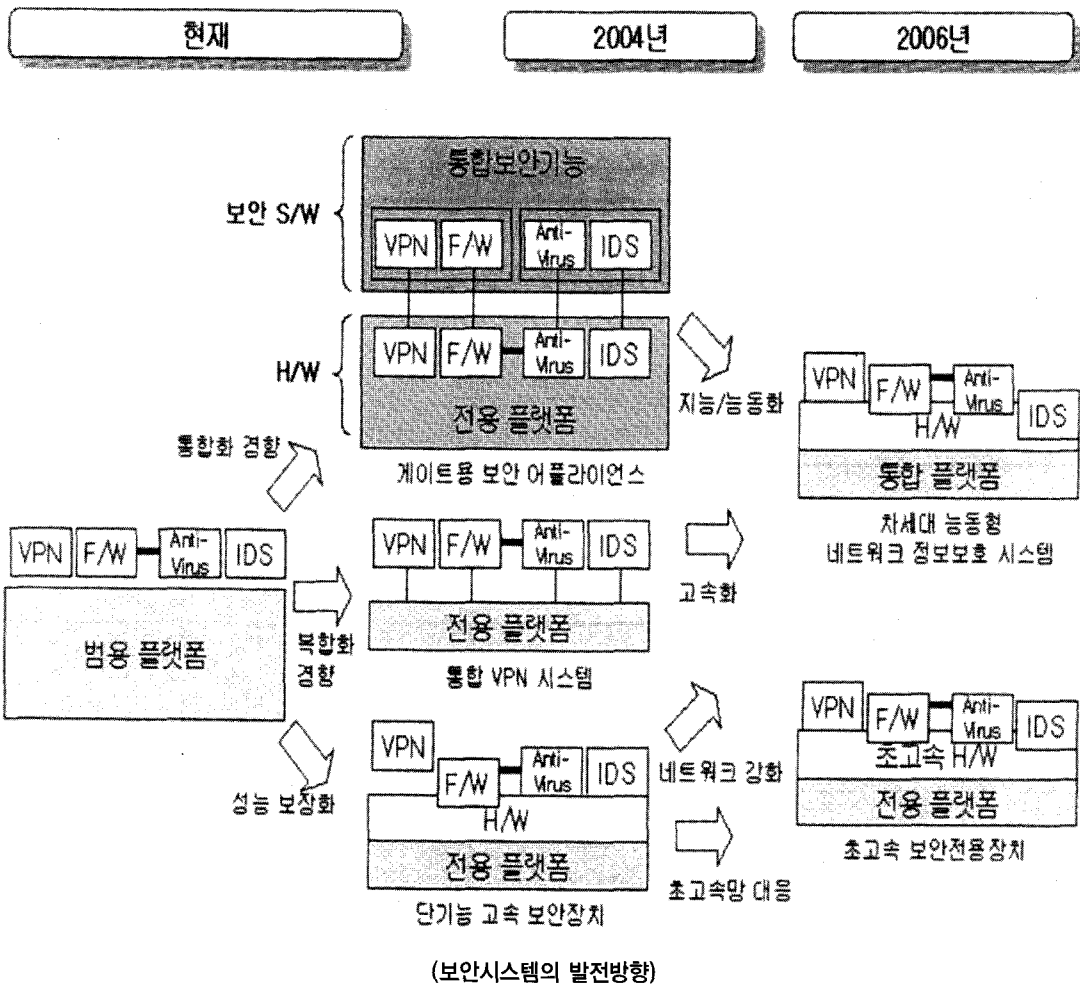 현재
2004년
2006년
통합보안기능
보안 S/W
VPN
F/W
Anti-
Virus
IDS
H/W
VPN
F/W
Anti-
Virus
IDS
전용 플랫폼
게이트용 보안 어플라이언스
통합화 경향
지능/능동화
VPN
F/W
Anti-
Virus
IDS
H/W
통합 플랫폼
차세대 능동형
네트워크 정보보호 시스템
VPN
F/W
Anti-
Virus
IDS
범용 플랫폼
복합화
경향
VPN
F/W
Anti-
Virus
IDS
전용 플랫폼
통합 VPN 시스템
고속화
성능 보장화
VPN
F/W
Anti-
Virus
IDS
H/W
전용 플랫폼
단기능 고속 보안장치
네트워크 강화
초고속망 대응
VPN
F/W
Anti-
Virus
IDS
초고속 H/W
전용 플랫폼
초고속 보안전용장치
(보안시스템의 발전방향)